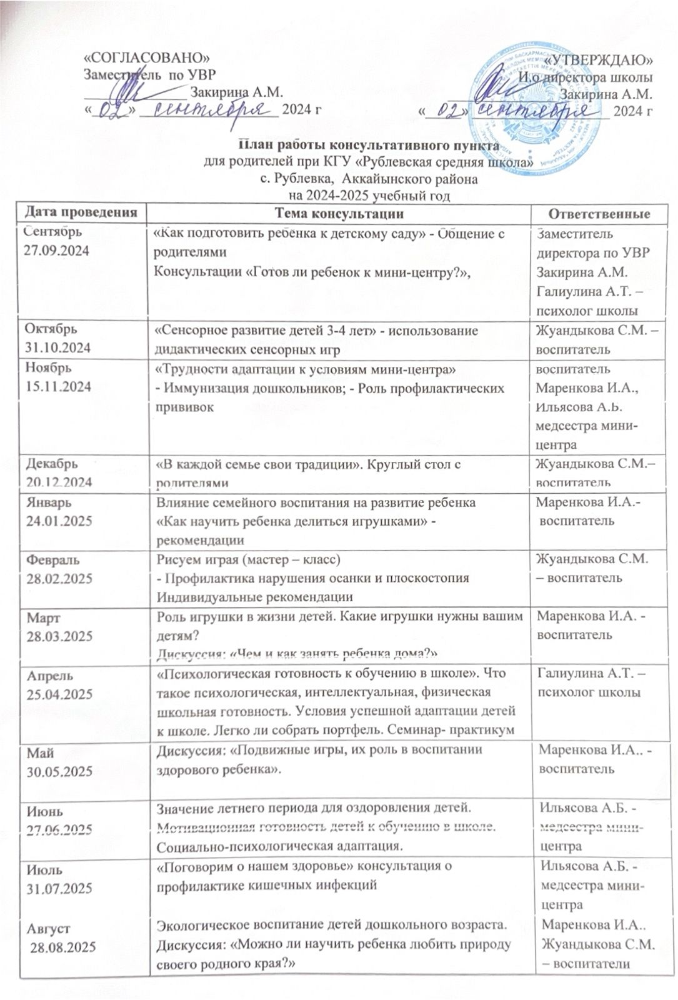 «СОГЛАСОВАНО»
Заместитель по УВР
Закирина А.М.
«02» сентября 2024 г
«УТВЕРЖДАЮ»
И.о директора школы
Закирина А.М.
«02» сентября 2024 г
План работы консультативного пункта
для родителей при КГУ «Рублевская средняя школа»
с. Рублевка, Аккайынского района
на 2024-2025 учебный год
Дата проведения Тема консультации Ответственные
Сентябрь
27.09.2024
«Как подготовить ребенка к детскому саду» - Общение с
родителями
Консультации «Готов ли ребенок к мини-центру?»,
Заместитель
директора по УВР
Закирина А.М.
Галиулина А.Т. –
психолог школы
Октябрь
31.10.2024
«Сенсорное развитие детей 3-4 лет» - использование
дидактических сенсорных игр
Жуандыкова С.М. –
воспитатель
Ноябрь
15.11.2024
«Трудности адаптации к условиям мини-центра»
- Иммунизация дошкольников; - Роль профилактических
прививок
воспитатель
Маренкова И.А.,
Ильясова А.Б.
медсестра мини-
центра
Декабрь
20.12.2024
«В каждой семье свои традиции». Круглый стол с
родителями
Жуандыкова С.М.–
воспитатель
Январь
24.01.2025
Влияние семейного воспитания на развитие ребенка
«Как научить ребенка делиться игрушками» -
рекомендации
Маренкова И.А.-
воспитатель
Февраль
28.02.2025
Рисуем играя (мастер – класс)
- Профилактика нарушения осанки и плоскостопия
Индивидуальные рекомендации
Жуандыкова С.М.
– воспитатель
Март
28.03.2025
Роль игрушки в жизни детей. Какие игрушки нужны вашим
детям?
Дискуссия: «Чем и как занять ребенка дома?»
Маренкова И.А. -
воспитатель
Апрель
25.04.2025
«Психологическая готовность к обучению в школе». Что
такое психологическая, интеллектуальная, физическая
школьная готовность. Условия успешной адаптации детей
к школе. Легко ли собрать портфель. Семинар- практикум
Галиулина А.Т. –
психолог школы
Май
30.05.2025
Дискуссия: «Подвижные игры, их роль в воспитании
здорового ребенка».
Маренкова И.А.. -
воспитатель
Июнь
27.06.2025
Значение летнего периода для оздоровления детей.
Мотивационная готовность детей к обучению в школе.
Социально-психологическая адаптация.
Ильясова А.Б. -
медсестра мини-
центра
Июль
31.07.2025
«Поговорим о нашем здоровье» консультация о
профилактике кишечных инфекций
Ильясова А.Б. -
медсестра мини-
центра
Август
28.08.2025
Экологическое воспитание детей дошкольного возраста.
Дискуссия: «Можно ли научить ребенка любить природу
своего родного края?»
Маренкова И.А..
Жуандыкова С.М.
– воспитатели